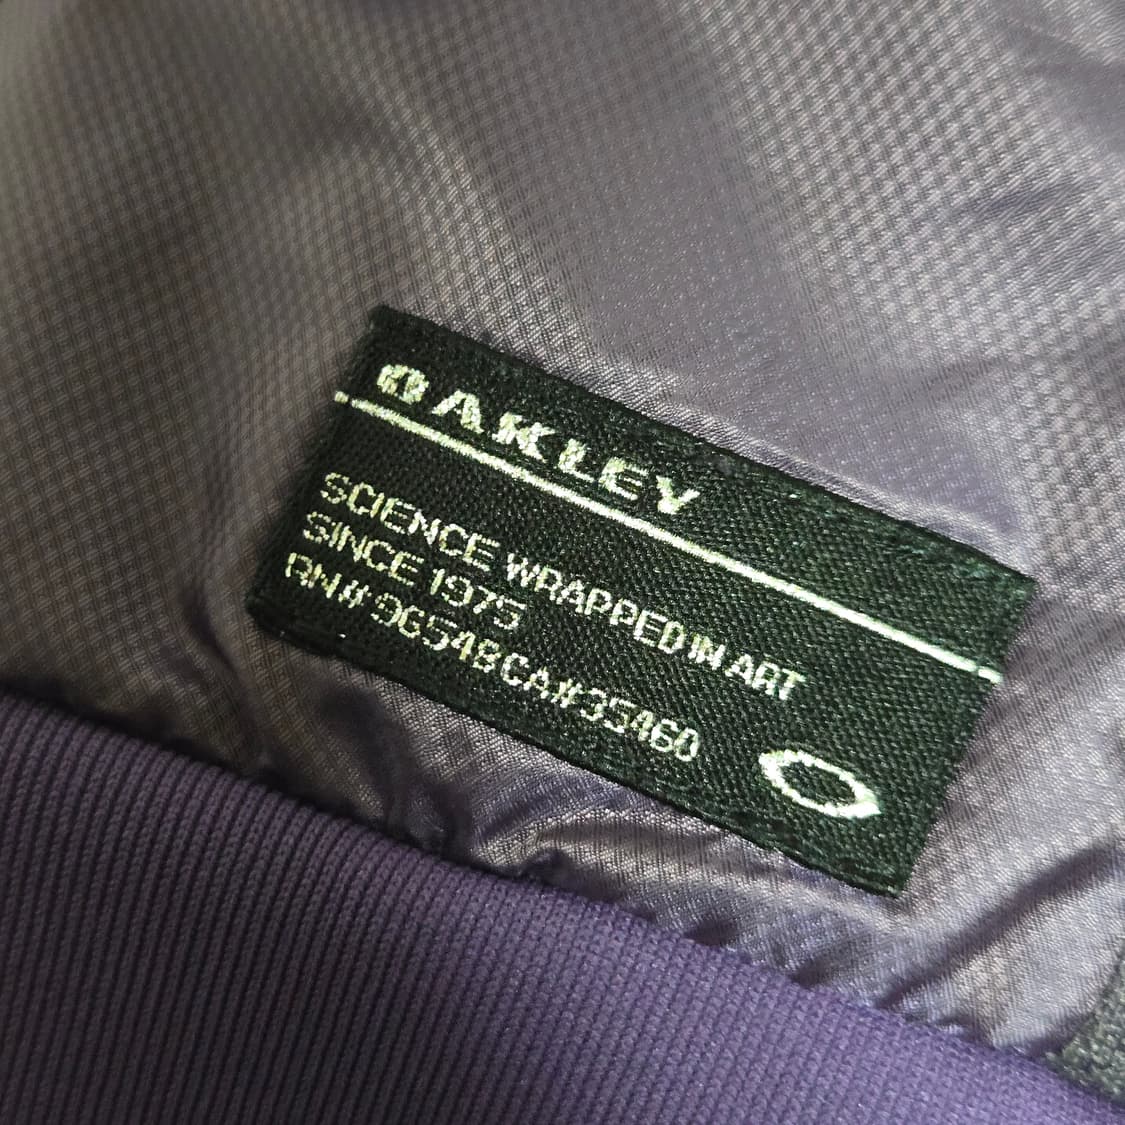 OAKLEY
SCIENCE WRAPPED IN ART
SINCE 1975
RN# 96548 CA#35460